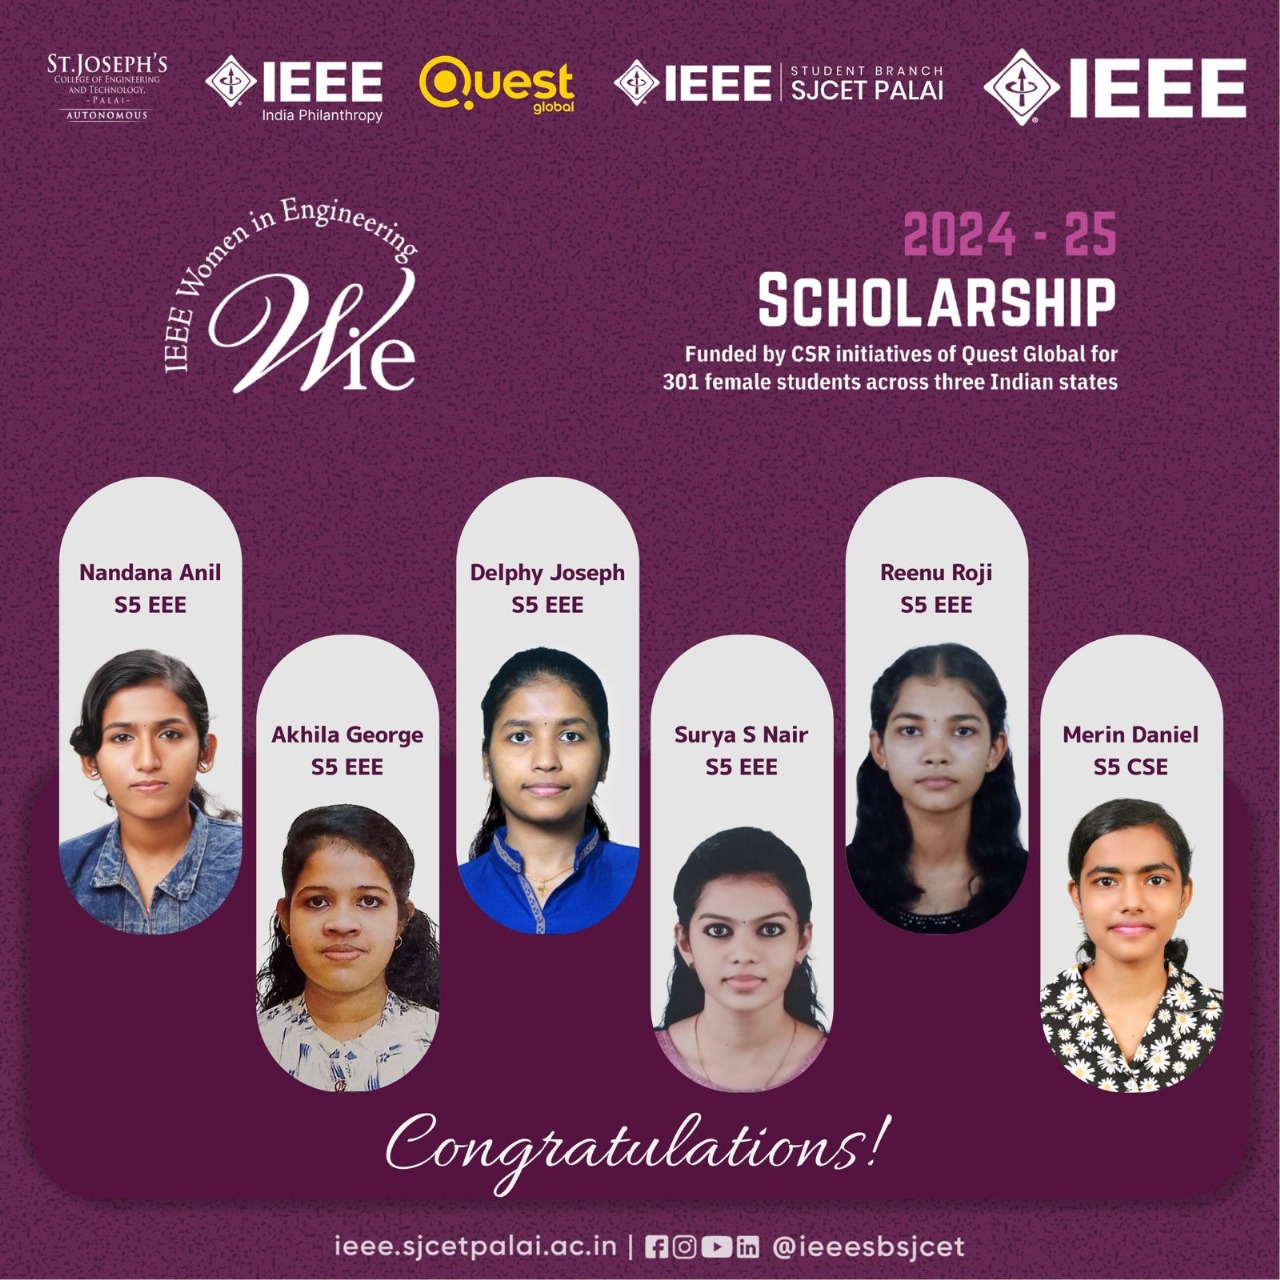 ST.JOSEPH'S
COLLEGE OF ENGINEERING
AND TECHNOLOGY,
- PALAI -
AUTONOMOUS
IEEE
India Philanthropy
Quest
global
IEEE
STUDENT BRANCH
SJCET PALAI
IEEE
IEEE Women in Engineering
Wie
2024 - 25
SCHOLARSHIP
Funded by CSR initiatives of Quest Global for
301 female students across three Indian states
Nandana Anil
S5 EEE
Akhila George
S5 EEE
Delphy Joseph
S5 EEE
Surya S Nair
S5 EEE
Reenu Roji
S5 EEE
Merin Daniel
S5 CSE
Congratulations!
ieee.sjcetpalai.ac.in | @ieeesbsjcet